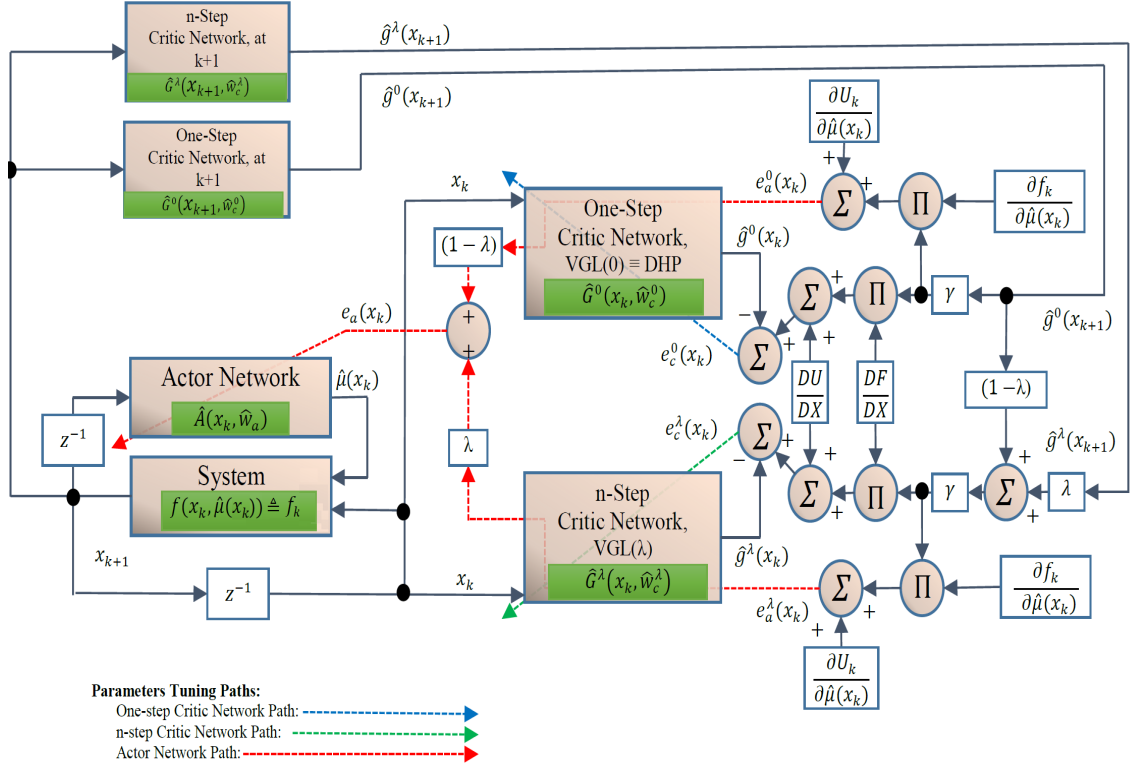 n-Step
Critic Network, at
k+1
Ĝ^λ(x_{k+1}, ŵ_c^λ)
ĝ^λ(x_{k+1})
ĝ^0(x_{k+1})
One-Step
Critic Network, at
k+1
Ĝ^0(x_{k+1}, ŵ_c^0)
∂U_k
∂μ̂(x_k)
+
+
Σ
+
∏
∂f_k
∂μ̂(x_k)
e_a^0(x_k)
x_k
One-Step
Critic Network,
VGL(0) ≡ DHP
Ĝ^0(x_k, ŵ_c^0)
ĝ^0(x_k)
(1 − λ)
+
+
e_a(x_k)
−
Σ
+
e_c^0(x_k)
Σ
+
+
∏
γ
ĝ^0(x_{k+1})
DU
DX
DF
DX
(1−λ)
Actor Network
Â(x_k, ŵ_a)
μ̂(x_k)
z^{-1}
λ
e_c^λ(x_k)
Σ
+
−
Σ
+
+
∏
γ
Σ
+
+
λ
ĝ^λ(x_{k+1})
System
f(x_k, μ̂(x_k)) ≜ f_k
x_{k+1}
z^{-1}
x_k
n-Step
Critic Network,
VGL(λ)
Ĝ^λ(x_k, ŵ_c^λ)
ĝ^λ(x_k)
e_a^λ(x_k)
Σ
+
+
∏
∂f_k
∂μ̂(x_k)
∂U_k
∂μ̂(x_k)
Parameters Tuning Paths:
One-step Critic Network Path:
n-step Critic Network Path:
Actor Network Path: